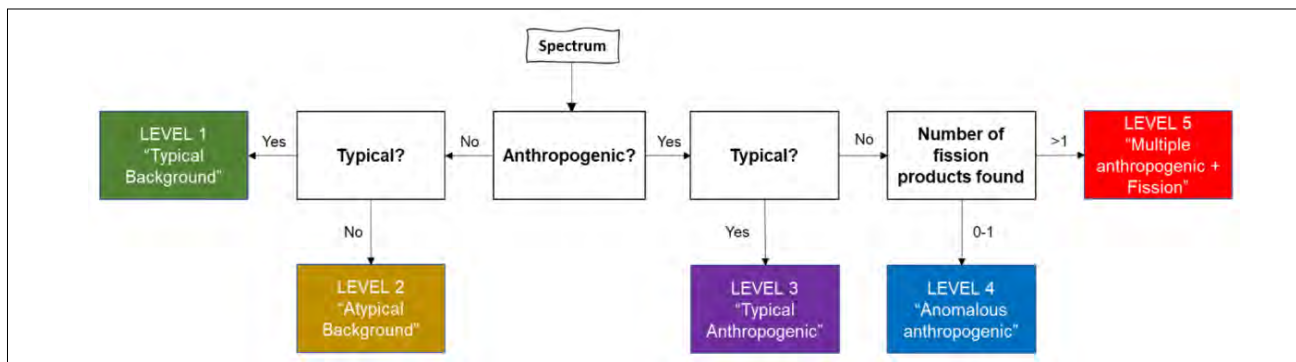 Spectrum
LEVEL 1
“Typical
Background”
Yes
Typical?
No
Anthropogenic?
Yes
Typical?
No
Number of
fission
products found
>1
LEVEL 5
“Multiple
anthropogenic +
Fission”
No
Yes
0-1
LEVEL 2
“Atypical
Background”
LEVEL 3
“Typical
Anthropogenic”
LEVEL 4
“Anomalous
anthropogenic”